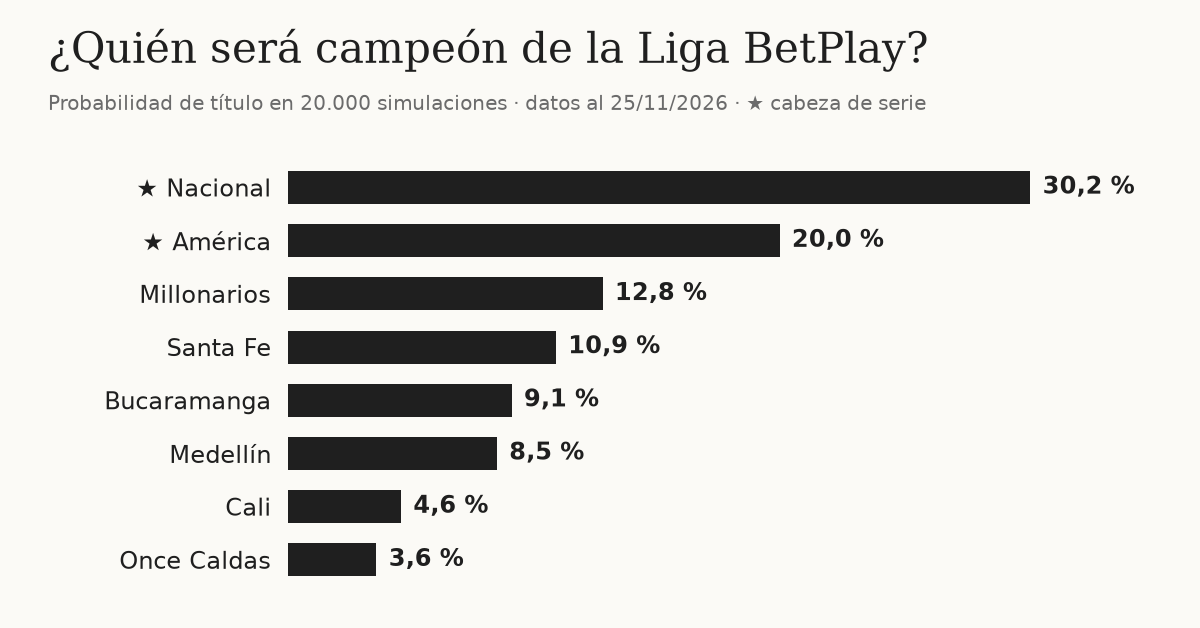 ¿Quién será campeón de la Liga BetPlay?
Probabilidad de título en 20.000 simulaciones · datos al 25/11/2026 · ★ cabeza de serie
★ Nacional 30,2 %
★ América 20,0 %
Millonarios 12,8 %
Santa Fe 10,9 %
Bucaramanga 9,1 %
Medellín 8,5 %
Cali 4,6 %
Once Caldas 3,6 %